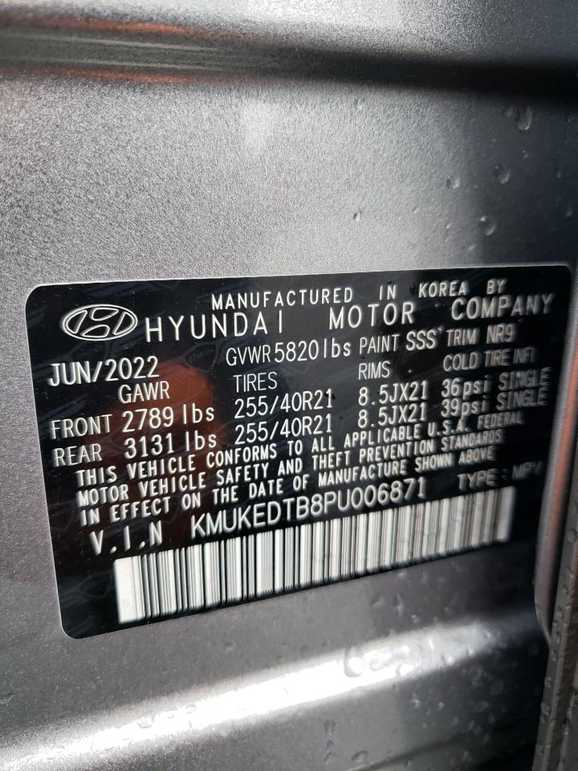 MANUFACTURED IN KOREA BY
HYUNDAI MOTOR COMPANY
JUN/2022 GVWR 5820 lbs PAINT SSS TRIM NR9
GAWR TIRES RIMS COLD TIRE INFL
FRONT 2789 lbs 255/40R21 8.5JX21 36psi SINGLE
REAR 3131 lbs 255/40R21 8.5JX21 39psi SINGLE
THIS VEHICLE CONFORMS TO ALL APPLICABLE U.S.A. FEDERAL
MOTOR VEHICLE SAFETY AND THEFT PREVENTION STANDARDS
IN EFFECT ON THE DATE OF MANUFACTURE SHOWN ABOVE
V.I.N KMUKEDTB8PU006871 TYPE : MPV